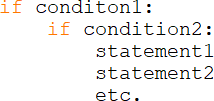 if conditon1:
    if condition2:
        statement1
        statement2
        etc.